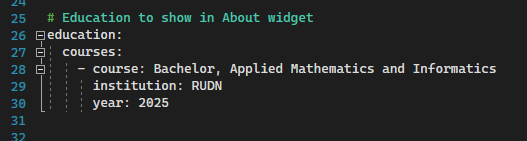 24
25 # Education to show in About widget
26 education:
27 courses:
28 - course: Bachelor, Applied Mathematics and Informatics
29 institution: RUDN
30 year: 2025
31
32